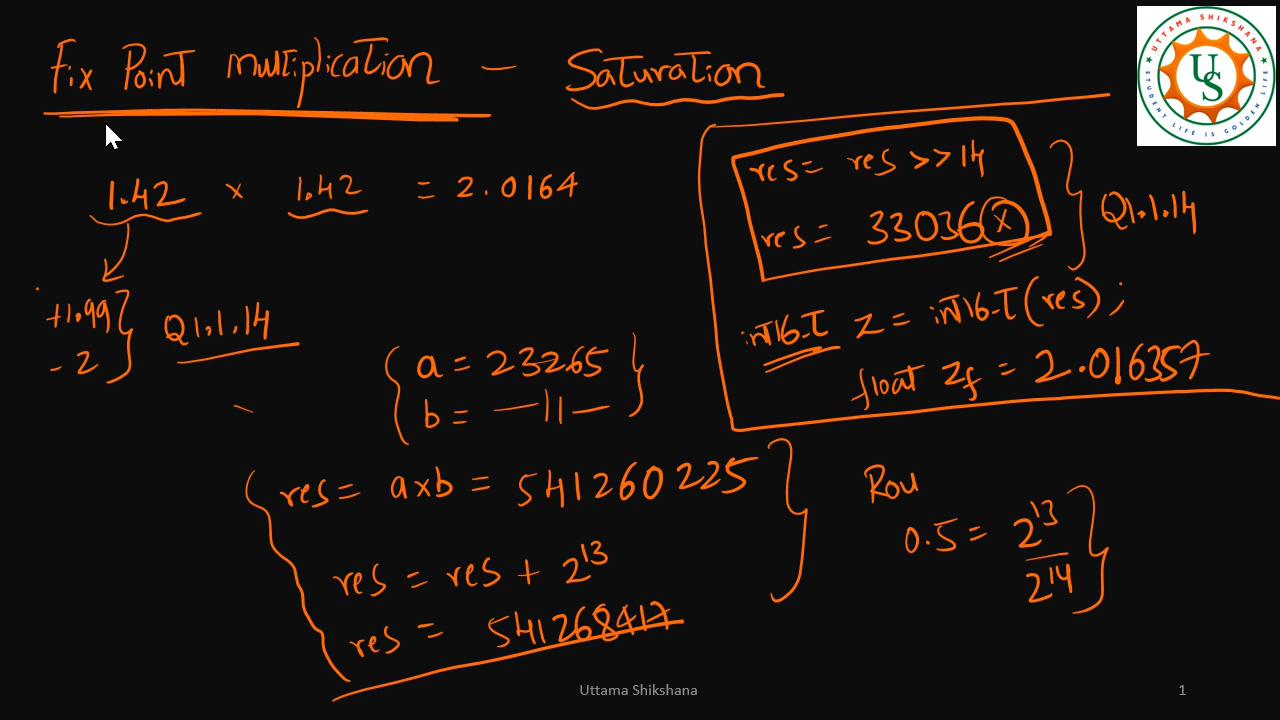 Fix Point multiplication - Saturation
UTTAMA SHIKSHANA
US
STUDENT LIFE IS GOLDEN LIFE
1.42 x 1.42 = 2.0164
+1.99
- 2
Q1.1.14
a = 23265
b = —11—
res = a x b = 541260225
res = res + 2^13
res = 541268417
res = res >> 14
res = 33036 X
Q1.1.14
int16_t z = int16_t(res);
float zf = 2.016357
Rou
0.5 = 2^13 / 2^14
Uttama Shikshana
1